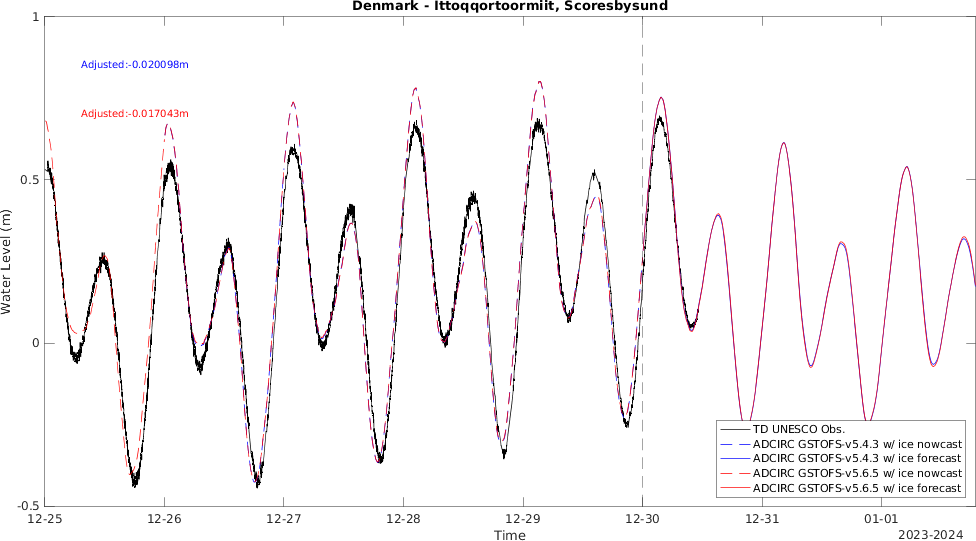 Denmark - Ittoqqortoormiit, Scoresbysund
Water Level (m)
1
0.5
0
-0.5
Adjusted:-0.020098m
Adjusted:-0.017043m
TD UNESCO Obs.
ADCIRC GSTOFS-v5.4.3 w/ ice nowcast
ADCIRC GSTOFS-v5.4.3 w/ ice forecast
ADCIRC GSTOFS-v5.6.5 w/ ice nowcast
ADCIRC GSTOFS-v5.6.5 w/ ice forecast
12-25 12-26 12-27 12-28 12-29 12-30 12-31 01-01
Time
2023-2024